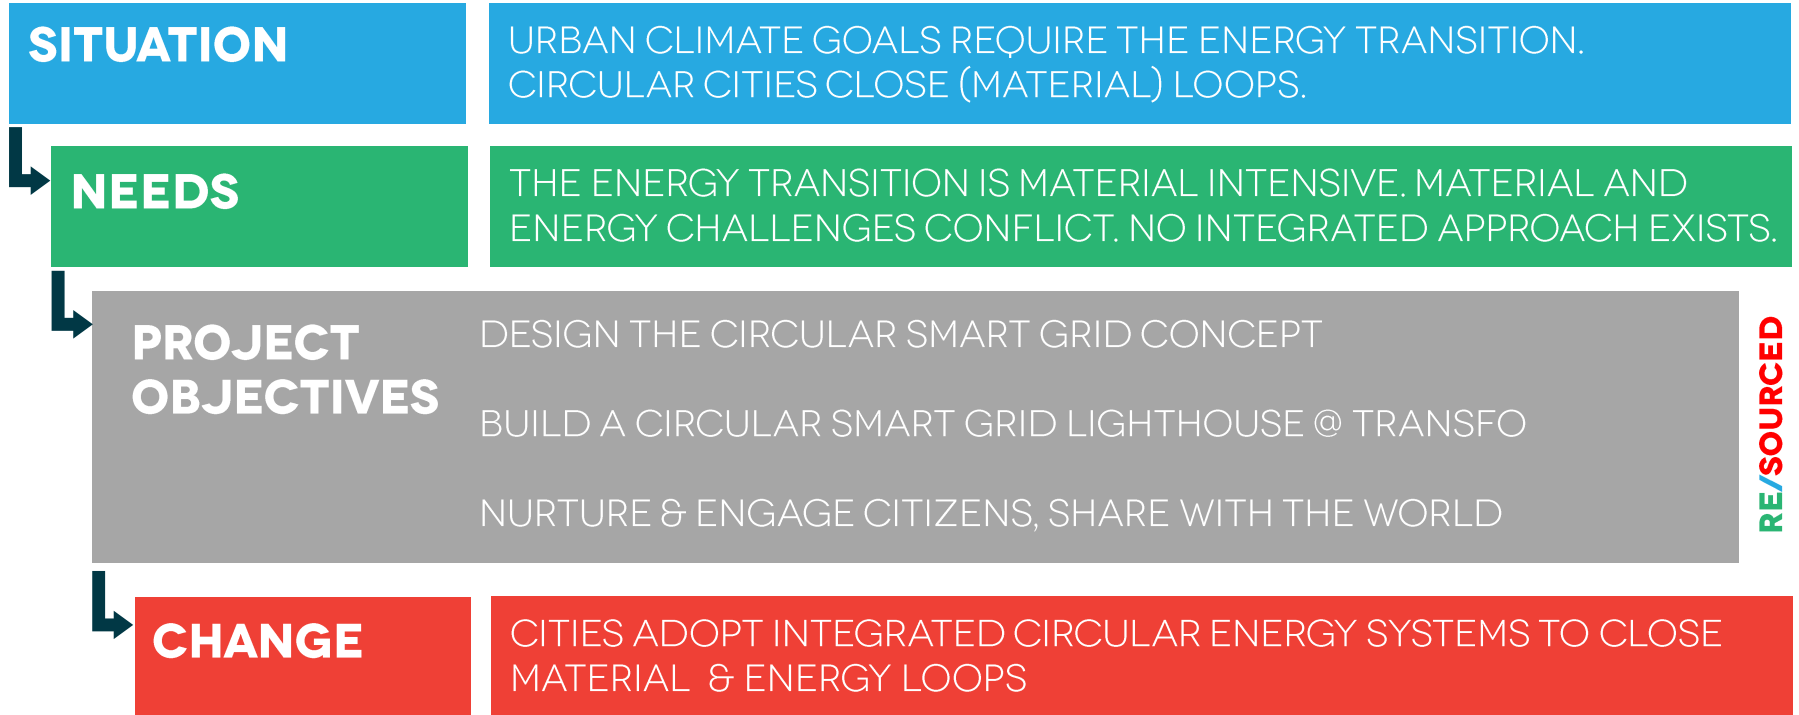 SITUATION
URBAN CLIMATE GOALS REQUIRE THE ENERGY TRANSITION.
CIRCULAR CITIES CLOSE (MATERIAL) LOOPS.
NEEDS
THE ENERGY TRANSITION IS MATERIAL INTENSIVE. MATERIAL AND
ENERGY CHALLENGES CONFLICT. NO INTEGRATED APPROACH EXISTS.
PROJECT
OBJECTIVES
DESIGN THE CIRCULAR SMART GRID CONCEPT
BUILD A CIRCULAR SMART GRID LIGHTHOUSE @ TRANSFO
NURTURE & ENGAGE CITIZENS, SHARE WITH THE WORLD
RE/SOURCED
CHANGE
CITIES ADOPT INTEGRATED CIRCULAR ENERGY SYSTEMS TO CLOSE
MATERIAL & ENERGY LOOPS